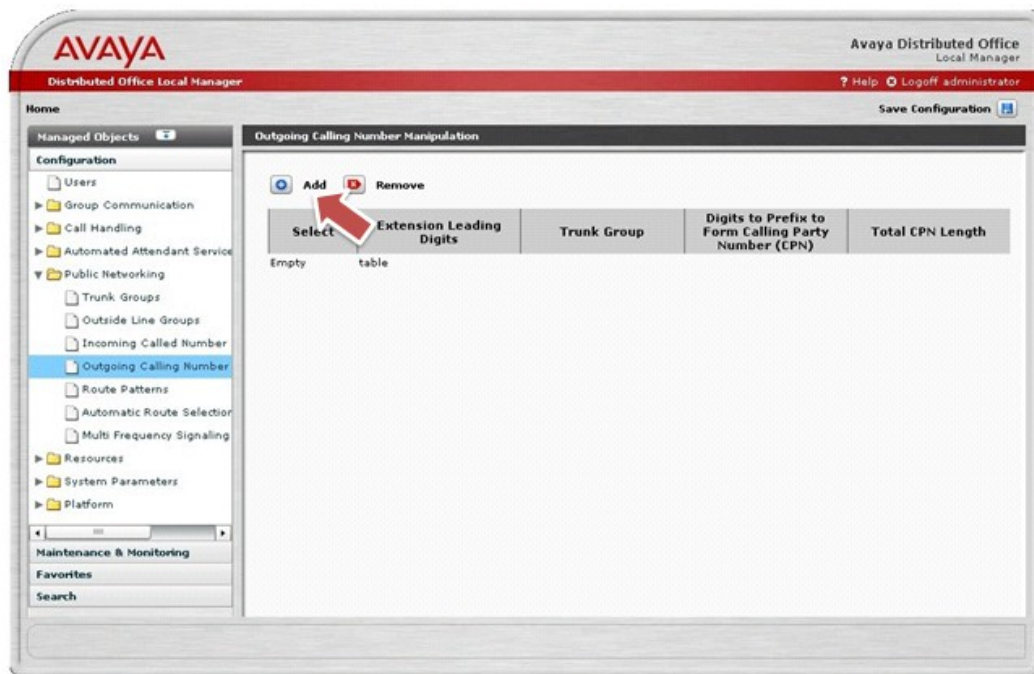 AVAYA
Avaya Distributed Office
Local Manager
Distributed Office Local Manager
? Help Logoff administrator
Home
Save Configuration
Managed Objects
Configuration
Users
Group Communication
Call Handling
Automated Attendant Service
Public Networking
Trunk Groups
Outside Line Groups
Incoming Called Number
Outgoing Calling Number
Route Patterns
Automatic Route Selection
Multi Frequency Signaling
Resources
System Parameters
Platform
Maintenance & Monitoring
Favorites
Search
Outgoing Calling Number Manipulation
Add Remove
Select
Extension Leading
Digits
Trunk Group
Digits to Prefix to
Form Calling Party
Number (CPN)
Total CPN Length
Empty table